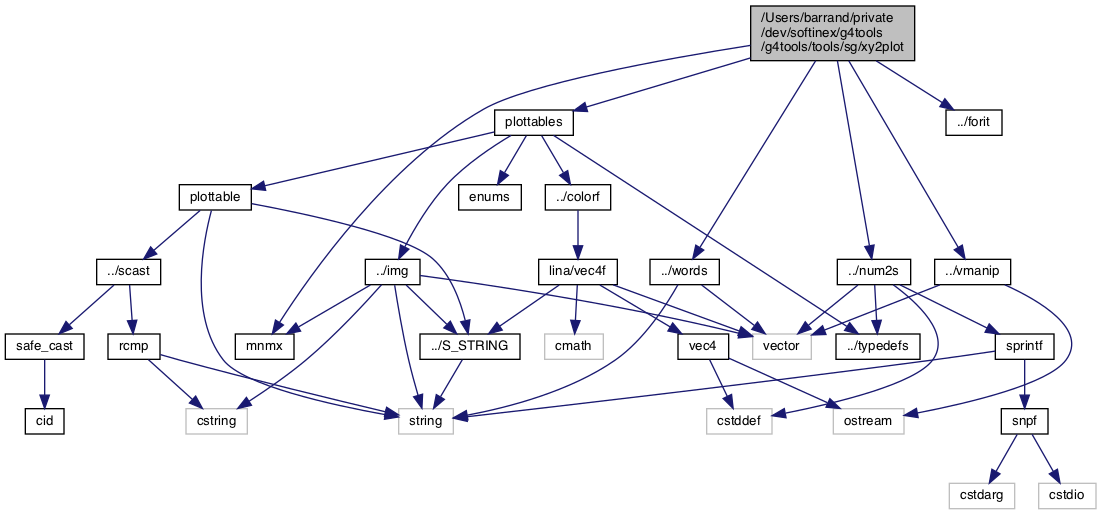 /Users/barrand/private
/dev/softinex/g4tools
/g4tools/tools/sg/xy2plot
plottables
../forit
plottable
enums
../colorf
../scast
../img
lina/vec4f
../words
../num2s
../vmanip
safe_cast
rcmp
mnmx
../S_STRING
cmath
vec4
vector
../typedefs
sprintf
cid
cstring
string
cstddef
ostream
snpf
cstdarg
cstdio